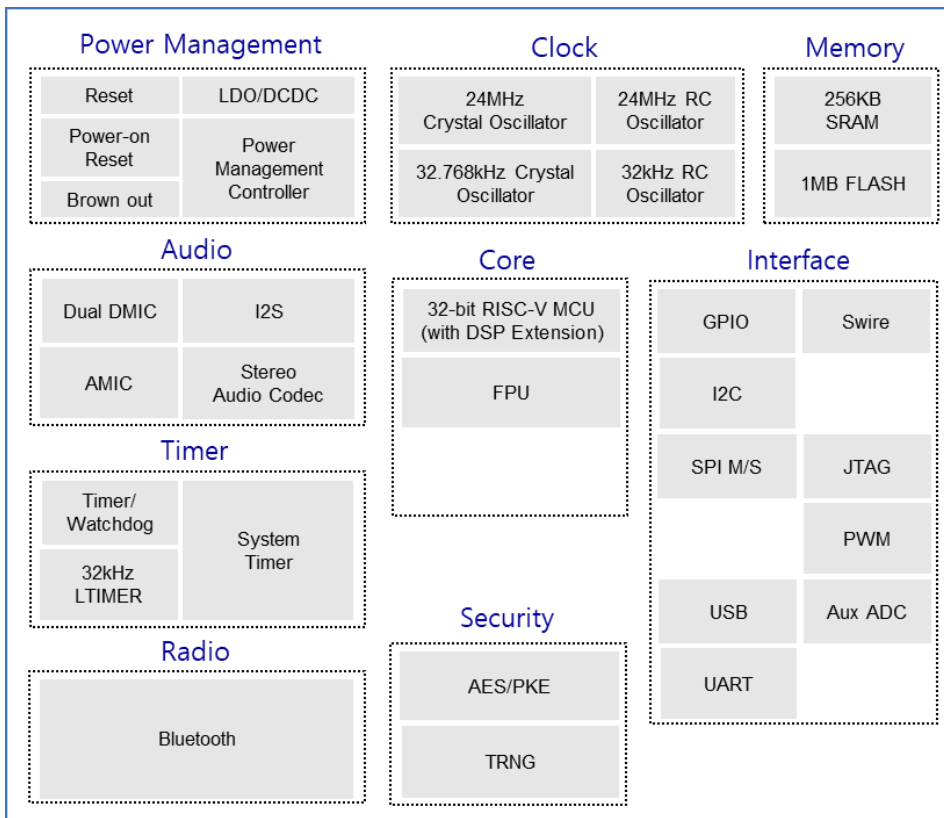 Power Management
Reset
LDO/DCDC
Power-on
Reset
Power
Management
Controller
Brown out
Clock
24MHz
Crystal Oscillator
24MHz RC
Oscillator
32.768kHz Crystal
Oscillator
32kHz RC
Oscillator
Memory
256KB
SRAM
1MB FLASH
Audio
Dual DMIC
I2S
AMIC
Stereo
Audio Codec
Core
32-bit RISC-V MCU
(with DSP Extension)
FPU
Interface
GPIO
Swire
I2C
SPI M/S
JTAG
PWM
USB
Aux ADC
UART
Timer
Timer/
Watchdog
System
Timer
32kHz
LTIMER
Security
AES/PKE
TRNG
Radio
Bluetooth